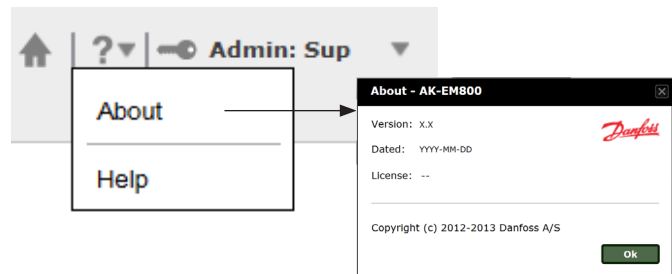 ? Admin: Sup
About
Help
About - AK-EM800
Version: X.X
Danfoss
Dated: YYYY-MM-DD
License: --
Copyright (c) 2012-2013 Danfoss A/S
Ok